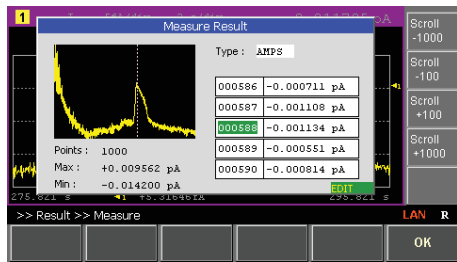 1
Measure Result
Scroll
-1000
Scroll
-100
Scroll
+100
Scroll
+1000
Type : AMPS
000586 -0.000711 pA
000587 -0.001108 pA
000588 -0.001134 pA
000589 -0.000551 pA
000590 -0.000814 pA
Points : 1000
Max : +0.009562 pA
Min : -0.014200 pA
EDIT
275.821 s
295.821 s
>> Result >> Measure
LAN R
OK